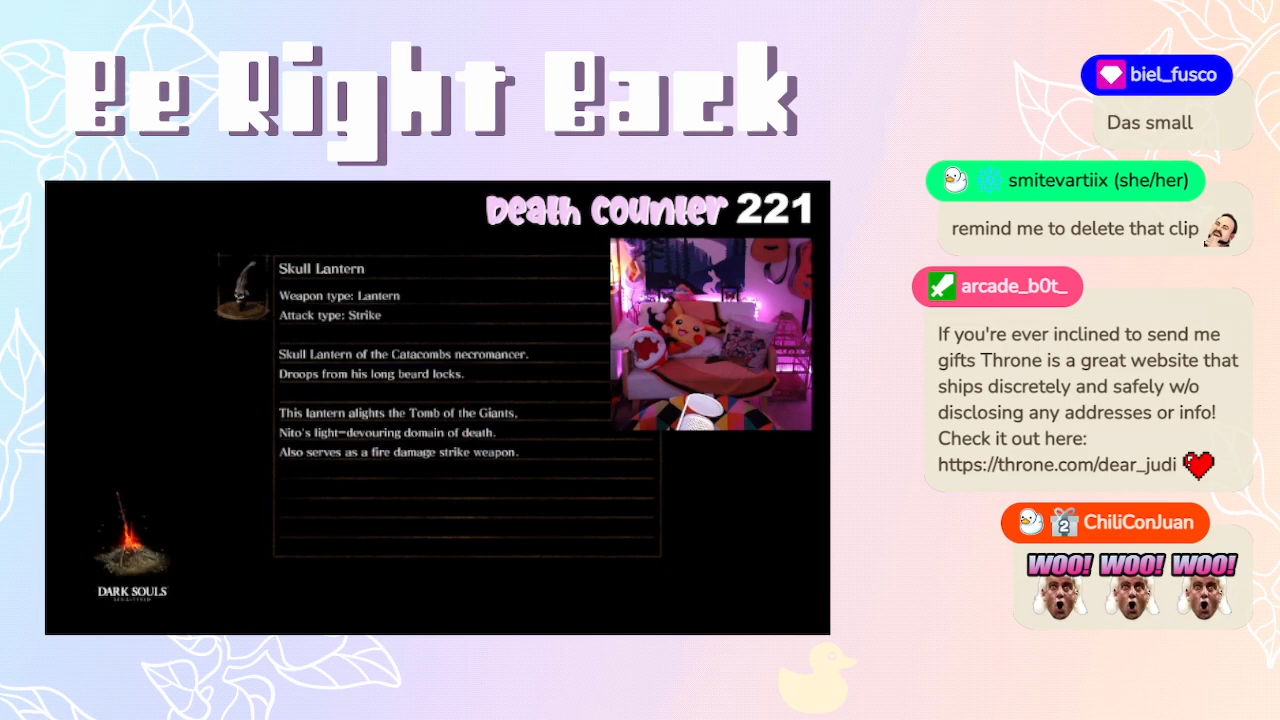 Be Right Back
Death Counter 221
Skull Lantern
Weapon type: Lantern
Attack type: Strike
Skull Lantern of the Catacombs necromancer.
Droops from his long beard locks.
This lantern alights the Tomb of the Giants,
Nito's light-devouring domain of death.
Also serves as a fire damage strike weapon.
DARK SOULS
REMASTERED
biel_fusco
Das small
smitevartiix (she/her)
remind me to delete that clip
arcade_b0t_
If you're ever inclined to send me
gifts Throne is a great website that
ships discretely and safely w/o
disclosing any addresses or info!
Check it out here:
https://throne.com/dear_judi
2 ChiliConJuan
WOO! WOO! WOO!